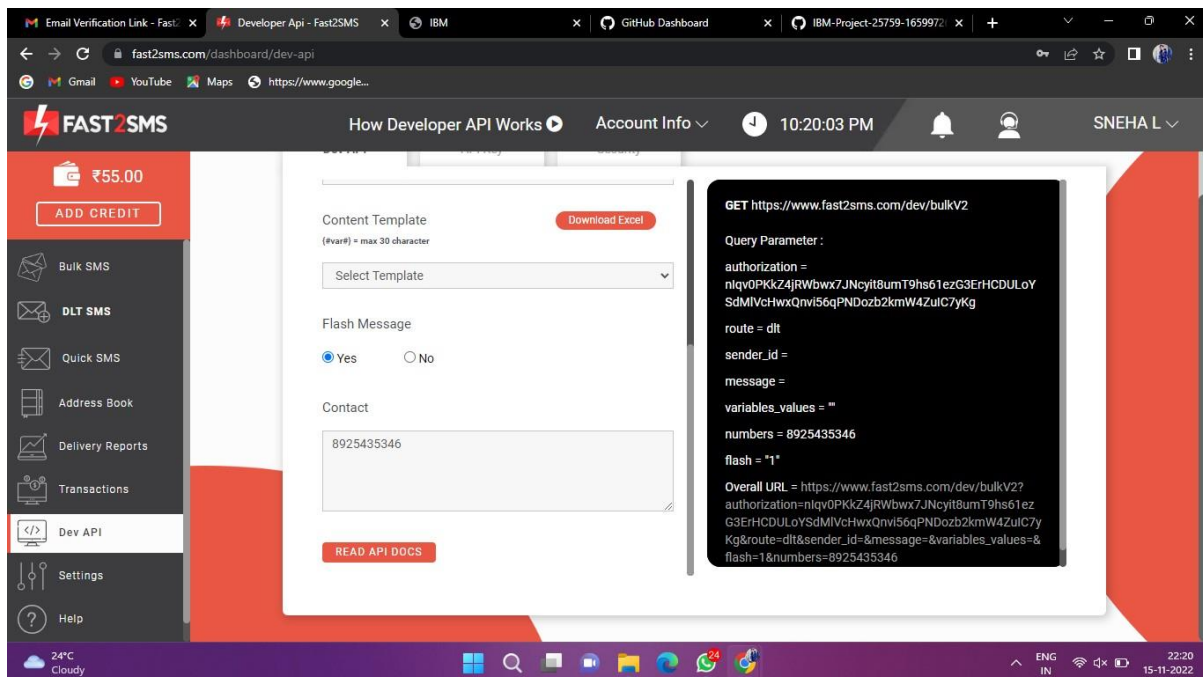 Email Verification Link - Fast2
Developer Api - Fast2SMS
IBM
GitHub Dashboard
IBM-Project-25759-1659972
fast2sms.com/dashboard/dev-api
Gmail
YouTube
Maps
https://www.google...
FAST2SMS
How Developer API Works
Account Info
10:20:03 PM
SNEHA L
₹55.00
ADD CREDIT
Bulk SMS
DLT SMS
Quick SMS
Address Book
Delivery Reports
Transactions
Dev API
Settings
Help
Content Template
Download Excel
{#var#} = max 30 character
Select Template
Flash Message
Yes
No
Contact
8925435346
READ API DOCS
GET https://www.fast2sms.com/dev/bulkV2
Query Parameter :
authorization =
nIqv0PKkZ4jRWbwx7JNcyit8umT9hs61ezG3ErHCDULoY
SdMlVcHwxQnvi56qPNDozb2kmW4ZuIC7yKg
route = dlt
sender_id =
message =
variables_values = ""
numbers = 8925435346
flash = "1"
Overall URL = https://www.fast2sms.com/dev/bulkV2?
authorization=nIqv0PKkZ4jRWbwx7JNcyit8umT9hs61ez
G3ErHCDULoYSdMlVcHwxQnvi56qPNDozb2kmW4ZuIC7y
Kg&route=dlt&sender_id=&message=&variables_values=&
flash=1&numbers=8925435346
24°C
Cloudy
24
ENG
IN
22:20
15-11-2022